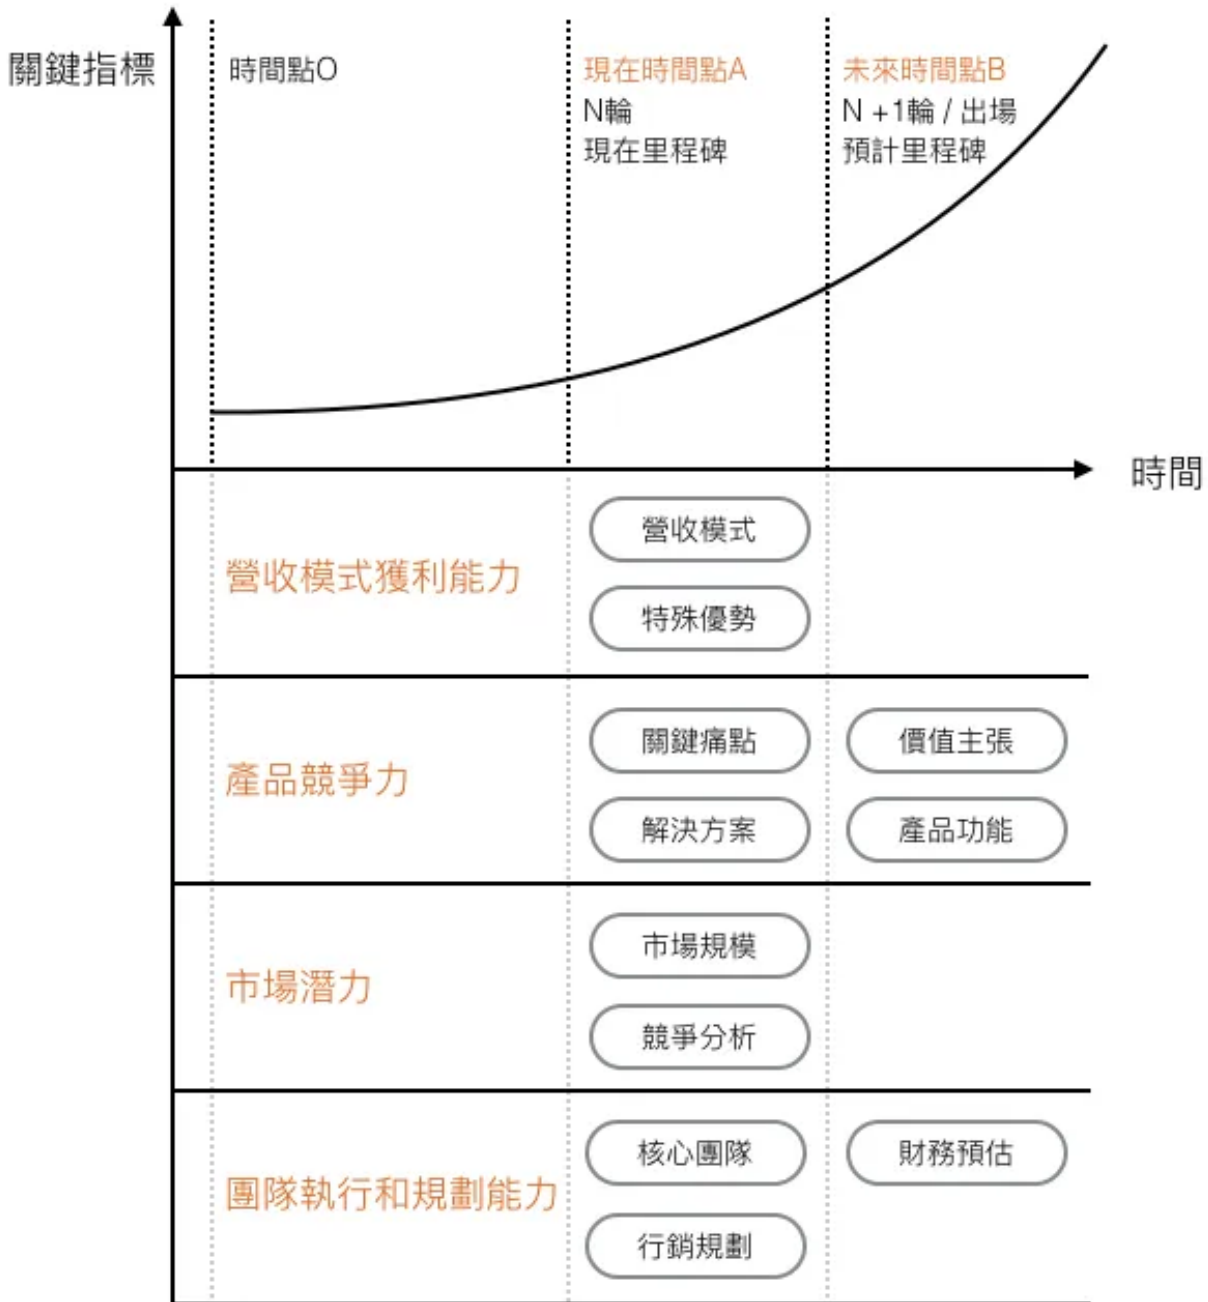 關鍵指標
時間點O
現在時間點A
N輪
現在里程碑
未來時間點B
N +1輪 / 出場
預計里程碑
時間
營收模式獲利能力
營收模式
特殊優勢
產品競爭力
關鍵痛點
價值主張
解決方案
產品功能
市場潛力
市場規模
競爭分析
團隊執行和規劃能力
核心團隊
財務預估
行銷規劃